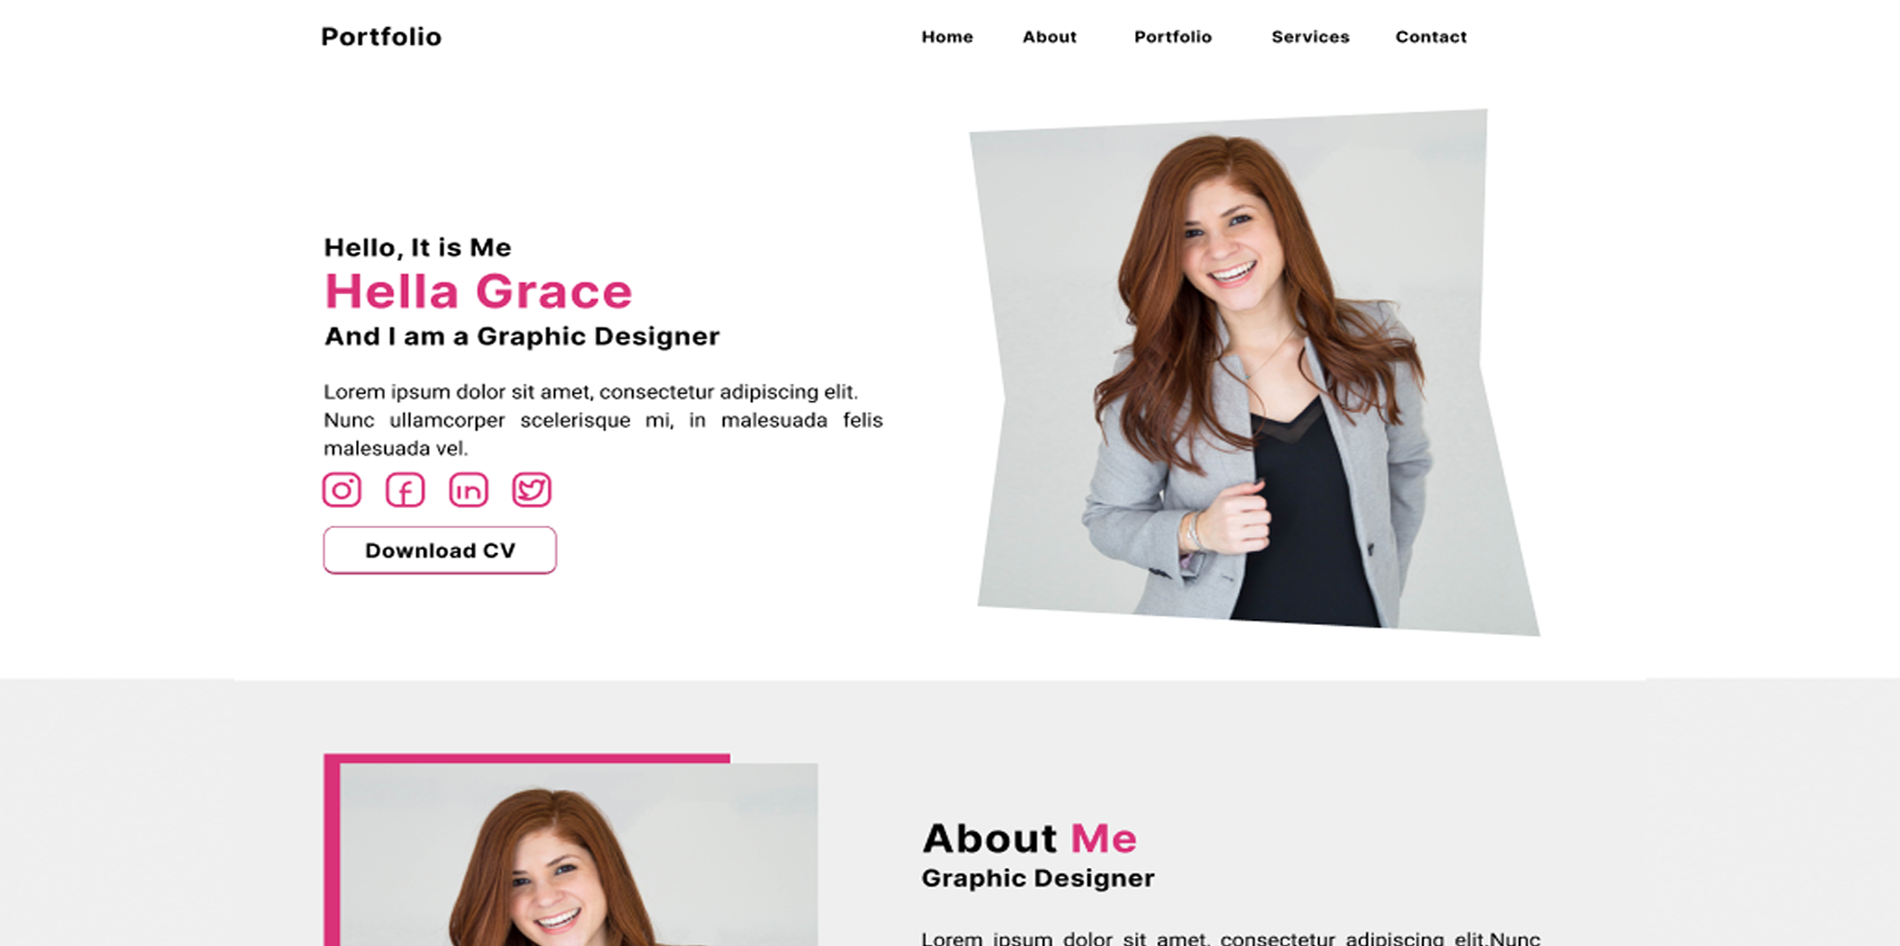 Portfolio
Home About Portfolio Services Contact
Hello, It is Me
Hella Grace
And I am a Graphic Designer
Lorem ipsum dolor sit amet, consectetur adipiscing elit.
Nunc ullamcorper scelerisque mi, in malesuada felis
malesuada vel.
Download CV
About Me
Graphic Designer
Lorem ipsum dolor sit amet, consectetur adipiscing elit.Nunc